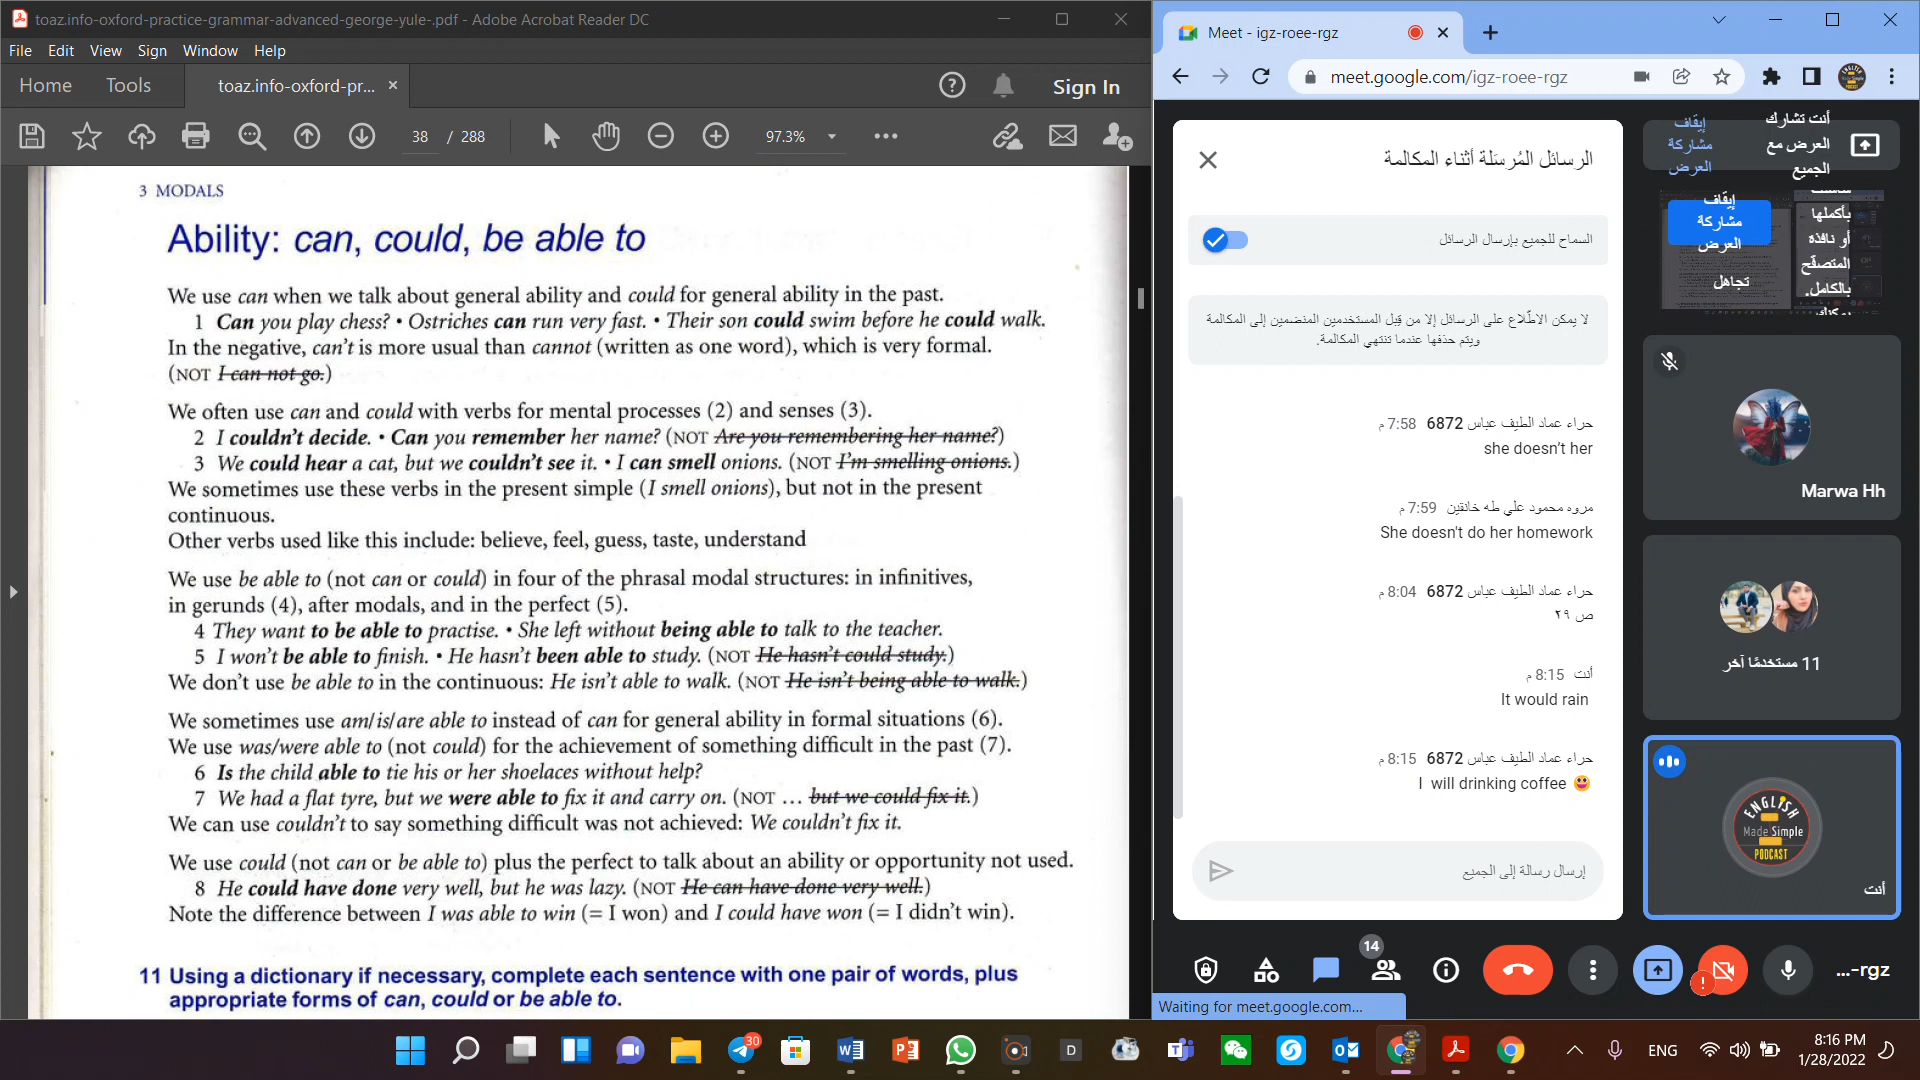 toaz.info-oxford-practice-grammar-advanced-george-yule-.pdf - Adobe Acrobat Reader DC
File Edit View Sign Window Help
Home Tools toaz.info-oxford-pr... × Sign In
38 / 288 97.3%
3 MODALS
Ability: can, could, be able to
We use can when we talk about general ability and could for general ability in the past.
1 Can you play chess? • Ostriches can run very fast. • Their son could swim before he could walk.
In the negative, can't is more usual than cannot (written as one word), which is very formal.
(NOT I can not go.)
We often use can and could with verbs for mental processes (2) and senses (3).
2 I couldn't decide. • Can you remember her name? (NOT Are you remembering her name?)
3 We could hear a cat, but we couldn't see it. • I can smell onions. (NOT I'm smelling onions.)
We sometimes use these verbs in the present simple (I smell onions), but not in the present
continuous.
Other verbs used like this include: believe, feel, guess, taste, understand
We use be able to (not can or could) in four of the phrasal modal structures: in infinitives,
in gerunds (4), after modals, and in the perfect (5).
4 They want to be able to practise. • She left without being able to talk to the teacher.
5 I won't be able to finish. • He hasn't been able to study. (NOT He hasn't could study.)
We don't use be able to in the continuous: He isn't able to walk. (NOT He isn't being able to walk.)
We sometimes use am/is/are able to instead of can for general ability in formal situations (6).
We use was/were able to (not could) for the achievement of something difficult in the past (7).
6 Is the child able to tie his or her shoelaces without help?
7 We had a flat tyre, but we were able to fix it and carry on. (NOT ... but we could fix it.)
We can use couldn't to say something difficult was not achieved: We couldn't fix it.
We use could (not can or be able to) plus the perfect to talk about an ability or opportunity not used.
8 He could have done very well, but he was lazy. (NOT He can have done very well.)
Note the difference between I was able to win (= I won) and I could have won (= I didn't win).
11 Using a dictionary if necessary, complete each sentence with one pair of words, plus
appropriate forms of can, could or be able to.
Meet - igz-roee-rgz
meet.google.com/igz-roee-rgz
الرسائل المُرسَلة أثناء المكالمة
السماح للجميع بإرسال الرسائل
لا يمكن الاطّلاع على الرسائل إلا من قِبل المستخدمين المنضمين إلى المكالمة
ويتم حذفها عندما تنتهي المكالمة.
حراء عماد الطيف عباس 6872 7:58 م
she doesn't her
مروه محمود علي طه خانقين 7:59 م
She doesn't do her homework
حراء عماد الطيف عباس 6872 8:04 م
ص ٢٩
أنت 8:15 م
It would rain
حراء عماد الطيف عباس 6872 8:15 م
I will drinking coffee
إرسال رسالة إلى الجميع
أنت تشارك
العرض مع
الجميع
إيقاف
مشاركة
العرض
بأكملها
أو نافذة
المتصفّح
بالكامل.
إيقاف
مشاركة
العرض
تجاهل
Marwa Hh
11 مستخدمًا آخر
ENGLISH
Made Simple
PODCAST
أنت
14
...-rgz
Waiting for meet.google.com...
30
ENG
8:16 PM
1/28/2022